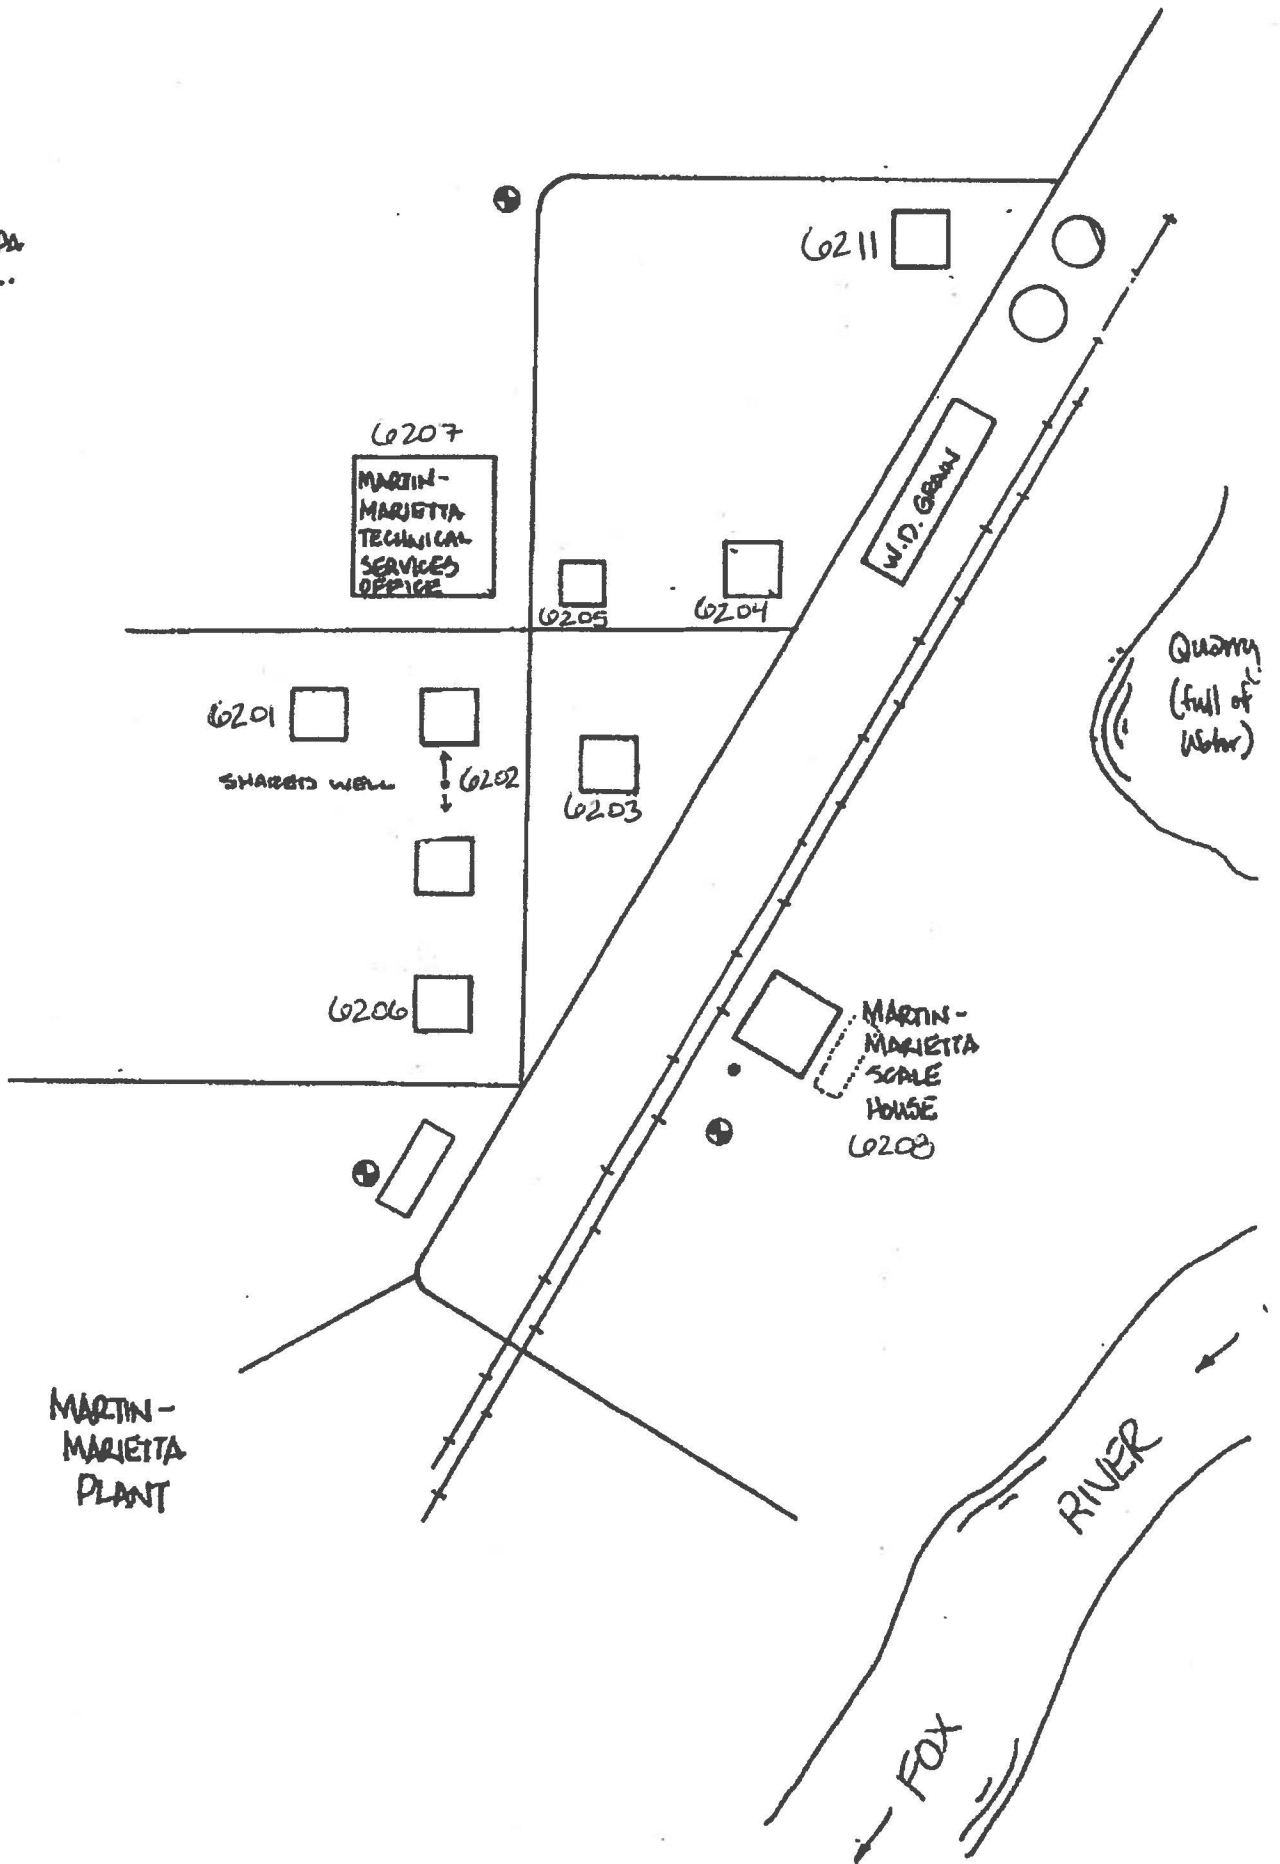 6211
6207
MARTIN-
MARIETTA
TECHNICAL
SERVICES
OFFICE
W.D. GRAIN
6205
6204
Quarry
(full of
Water)
6201
SHARED WELL
6202
6203
6206
MARTIN-
MARIETTA
SCALE
HOUSE
6208
MARTIN-
MARIETTA
PLANT
FOX
RIVER